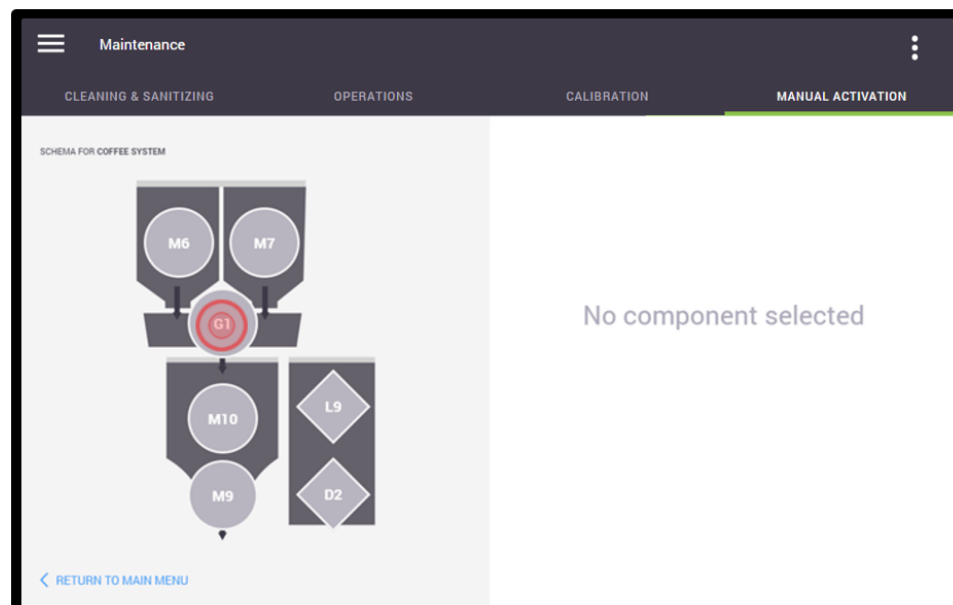 Maintenance
CLEANING & SANITIZING OPERATIONS CALIBRATION MANUAL ACTIVATION
SCHEMA FOR COFFEE SYSTEM
M6 M7
G1
M10 L9
M9 D2
No component selected
RETURN TO MAIN MENU